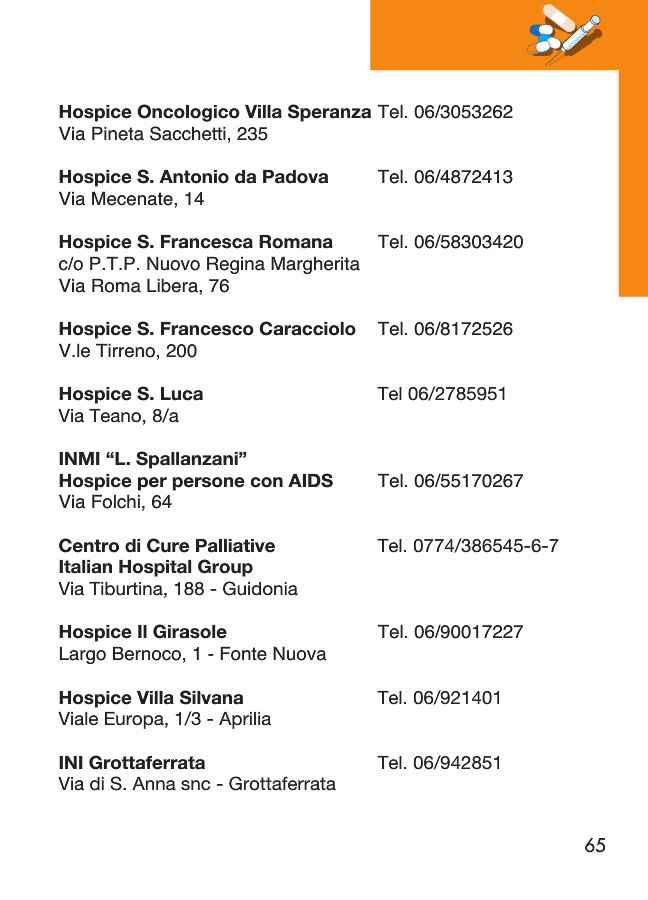 Hospice Oncologico Villa Speranza Tel. 06/3053262
Via Pineta Sacchetti, 235
Hospice S. Antonio da Padova Tel. 06/4872413
Via Mecenate, 14
Hospice S. Francesca Romana Tel. 06/58303420
c/o P.T.P. Nuovo Regina Margherita
Via Roma Libera, 76
Hospice S. Francesco Caracciolo Tel. 06/8172526
V.le Tirreno, 200
Hospice S. Luca Tel 06/2785951
Via Teano, 8/a
INMI “L. Spallanzani”
Hospice per persone con AIDS Tel. 06/55170267
Via Folchi, 64
Centro di Cure Palliative Tel. 0774/386545-6-7
Italian Hospital Group
Via Tiburtina, 188 - Guidonia
Hospice Il Girasole Tel. 06/90017227
Largo Bernoco, 1 - Fonte Nuova
Hospice Villa Silvana Tel. 06/921401
Viale Europa, 1/3 - Aprilia
INI Grottaferrata Tel. 06/942851
Via di S. Anna snc - Grottaferrata
65